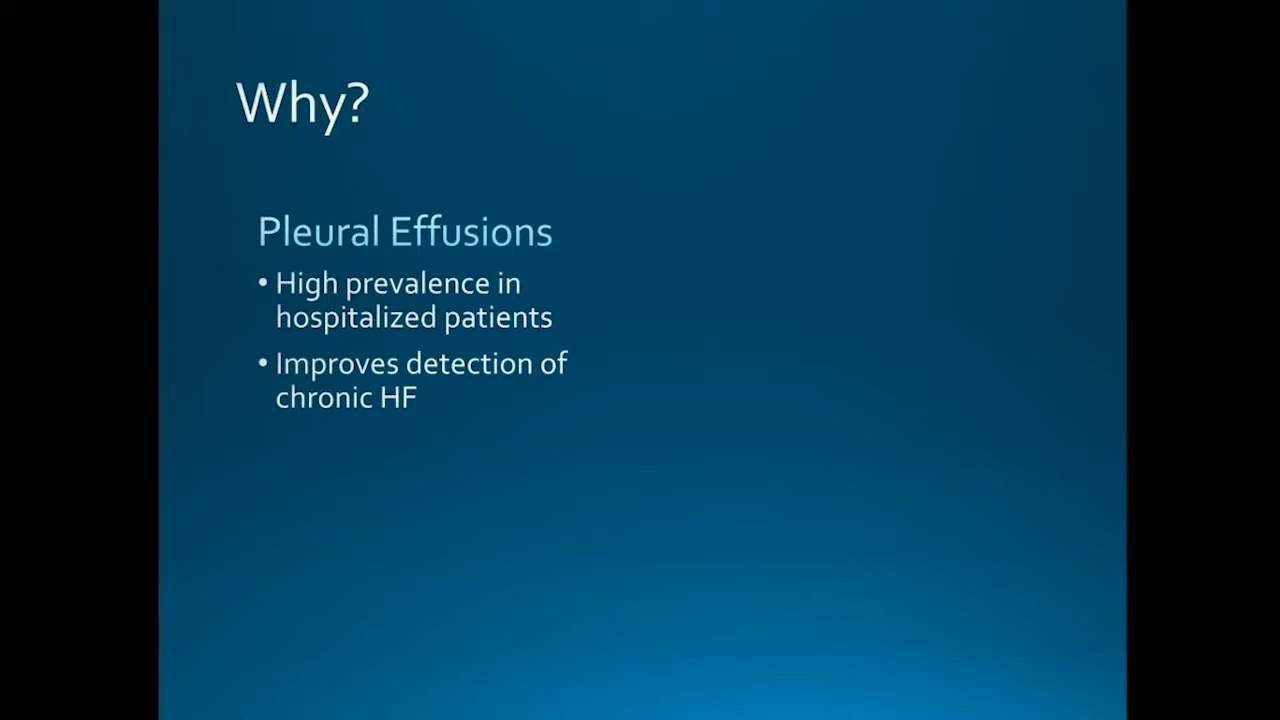 Why?
Pleural Effusions
• High prevalence in
hospitalized patients
• Improves detection of
chronic HF